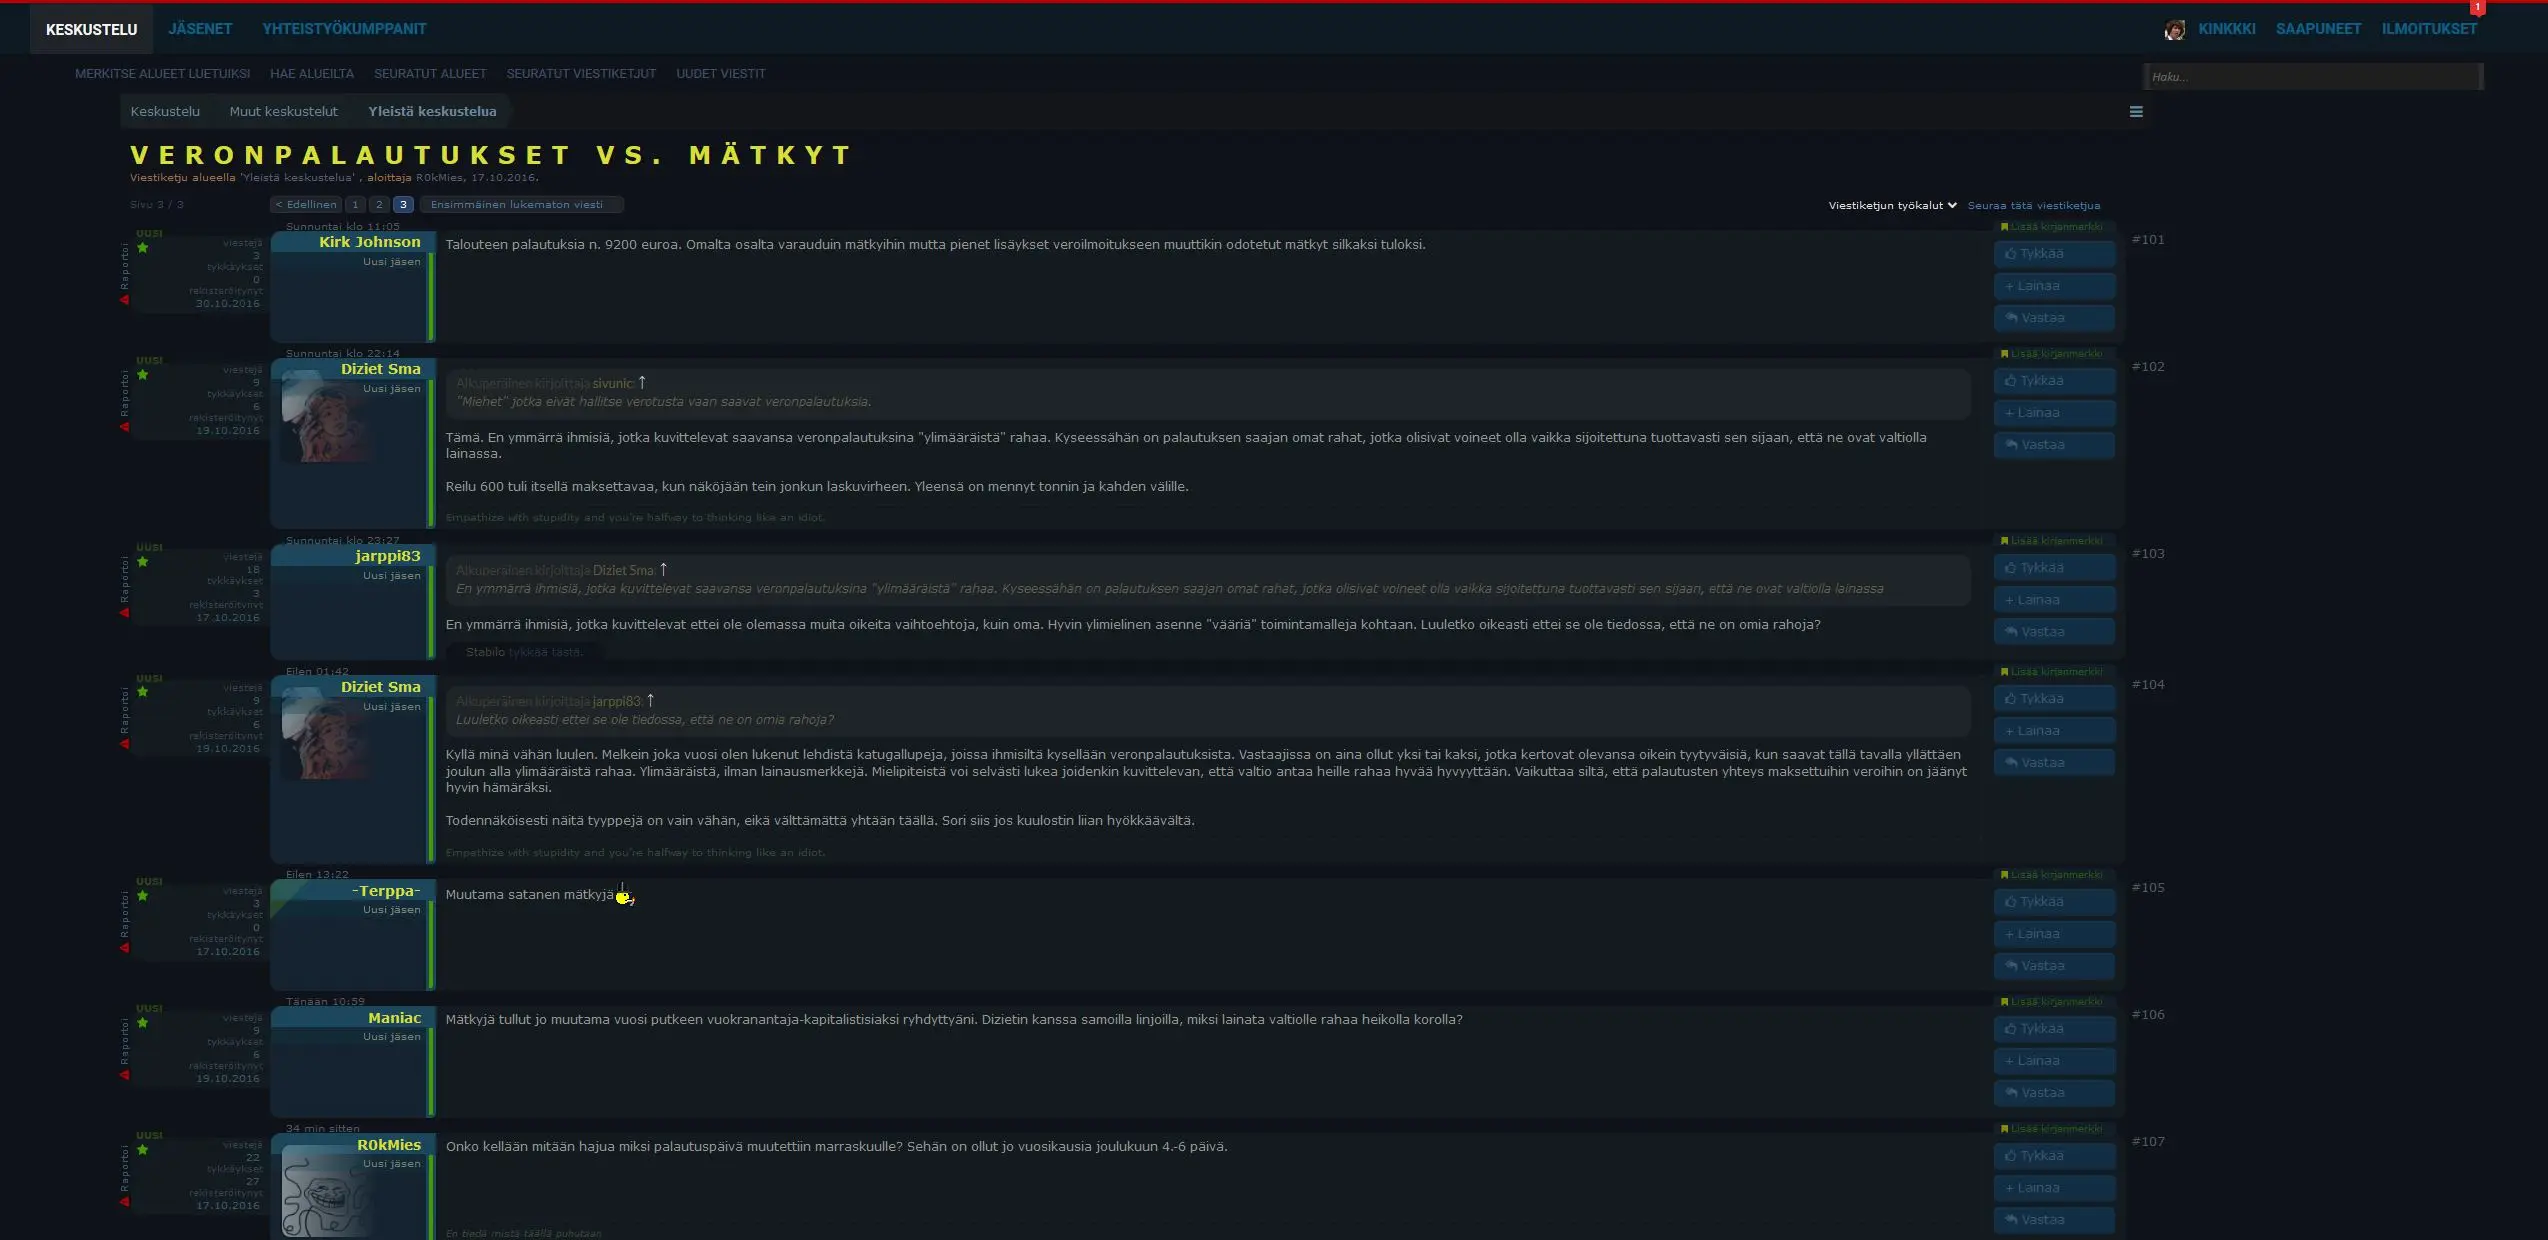 KESKUSTELU JÄSENET YHTEISTYÖKUMPPANIT
1
KINKKKI SAAPUNEET ILMOITUKSET
MERKITSE ALUEET LUETUIKSI HAE ALUEILTA SEURATUT ALUEET SEURATUT VIESTIKETJUT UUDET VIESTIT
Haku...
Keskustelu Muut keskustelut Yleistä keskustelua
VERONPALAUTUKSET VS. MÄTKYT
Viestiketju alueella 'Yleistä keskustelua' , aloittaja R0kMies, 17.10.2016.
Sivu 3 / 3
< Edellinen 1 2 3 Ensimmäinen lukematon viesti
Viestiketjun työkalut Seuraa tätä viestiketjua
Sunnuntai klo 11:05
Raportoi
UUSI
viestejä
3
tykkäykset
0
rekisteröitynyt
30.10.2016
Kirk Johnson
Uusi jäsen
Talouteen palautuksia n. 9200 euroa. Omalta osalta varauduin mätkyihin mutta pienet lisäykset veroilmoitukseen muuttikin odotetut mätkyt silkaksi tuloksi.
Lisää kirjanmerkki
Tykkää
+ Lainaa
Vastaa
#101
Sunnuntai klo 22:14
Raportoi
UUSI
viestejä
9
tykkäykset
6
rekisteröitynyt
19.10.2016
Diziet Sma
Uusi jäsen
Alkuperäinen kirjoittaja sivunic: ↑
"Miehet" jotka eivät hallitse verotusta vaan saavat veronpalautuksia.
Tämä. En ymmärrä ihmisiä, jotka kuvittelevat saavansa veronpalautuksina "ylimääräistä" rahaa. Kyseessähän on palautuksen saajan omat rahat, jotka olisivat voineet olla vaikka sijoitettuna tuottavasti sen sijaan, että ne ovat valtiolla
lainassa.
Reilu 600 tuli itsellä maksettavaa, kun näköjään tein jonkun laskuvirheen. Yleensä on mennyt tonnin ja kahden välille.
Empathize with stupidity and you're halfway to thinking like an idiot.
Lisää kirjanmerkki
Tykkää
+ Lainaa
Vastaa
#102
Sunnuntai klo 23:27
Raportoi
UUSI
viestejä
18
tykkäykset
3
rekisteröitynyt
17.10.2016
jarppi83
Uusi jäsen
Alkuperäinen kirjoittaja Diziet Sma: ↑
En ymmärrä ihmisiä, jotka kuvittelevat saavansa veronpalautuksina "ylimääräistä" rahaa. Kyseessähän on palautuksen saajan omat rahat, jotka olisivat voineet olla vaikka sijoitettuna tuottavasti sen sijaan, että ne ovat valtiolla lainassa
En ymmärrä ihmisiä, jotka kuvittelevat ettei ole olemassa muita oikeita vaihtoehtoja, kuin oma. Hyvin ylimielinen asenne "vääriä" toimintamalleja kohtaan. Luuletko oikeasti ettei se ole tiedossa, että ne on omia rahoja?
Stabilo tykkää tästä.
Lisää kirjanmerkki
Tykkää
+ Lainaa
Vastaa
#103
Eilen 01:42
Raportoi
UUSI
viestejä
9
tykkäykset
6
rekisteröitynyt
19.10.2016
Diziet Sma
Uusi jäsen
Alkuperäinen kirjoittaja jarppi83: ↑
Luuletko oikeasti ettei se ole tiedossa, että ne on omia rahoja?
Kyllä minä vähän luulen. Melkein joka vuosi olen lukenut lehdistä katugallupeja, joissa ihmisiltä kysellään veronpalautuksista. Vastaajissa on aina ollut yksi tai kaksi, jotka kertovat olevansa oikein tyytyväisiä, kun saavat tällä tavalla yllättäen
joulun alla ylimääräistä rahaa. Ylimääräistä, ilman lainausmerkkejä. Mielipiteistä voi selvästi lukea joidenkin kuvittelevan, että valtio antaa heille rahaa hyvää hyvyyttään. Vaikuttaa siltä, että palautusten yhteys maksettuihin veroihin on jäänyt
hyvin hämäräksi.
Todennäköisesti näitä tyyppejä on vain vähän, eikä välttämättä yhtään täällä. Sori siis jos kuulostin liian hyökkäävältä.
Empathize with stupidity and you're halfway to thinking like an idiot.
Lisää kirjanmerkki
Tykkää
+ Lainaa
Vastaa
#104
Eilen 13:22
Raportoi
UUSI
viestejä
3
tykkäykset
0
rekisteröitynyt
17.10.2016
-Terppa-
Uusi jäsen
Muutama satanen mätkyjä
Lisää kirjanmerkki
Tykkää
+ Lainaa
Vastaa
#105
Tänään 10:59
Raportoi
UUSI
viestejä
9
tykkäykset
6
rekisteröitynyt
19.10.2016
Maniac
Uusi jäsen
Mätkyjä tullut jo muutama vuosi putkeen vuokranantaja-kapitalistisiaksi ryhdyttyäni. Dizietin kanssa samoilla linjoilla, miksi lainata valtiolle rahaa heikolla korolla?
Lisää kirjanmerkki
Tykkää
+ Lainaa
Vastaa
#106
34 min sitten
Raportoi
UUSI
viestejä
22
tykkäykset
27
rekisteröitynyt
17.10.2016
R0kMies
Uusi jäsen
Onko kellään mitään hajua miksi palautuspäivä muutettiin marraskuulle? Sehän on ollut jo vuosikausia joulukuun 4.-6 päivä.
En tiedä mistä täällä puhutaan
Lisää kirjanmerkki
Tykkää
+ Lainaa
Vastaa
#107